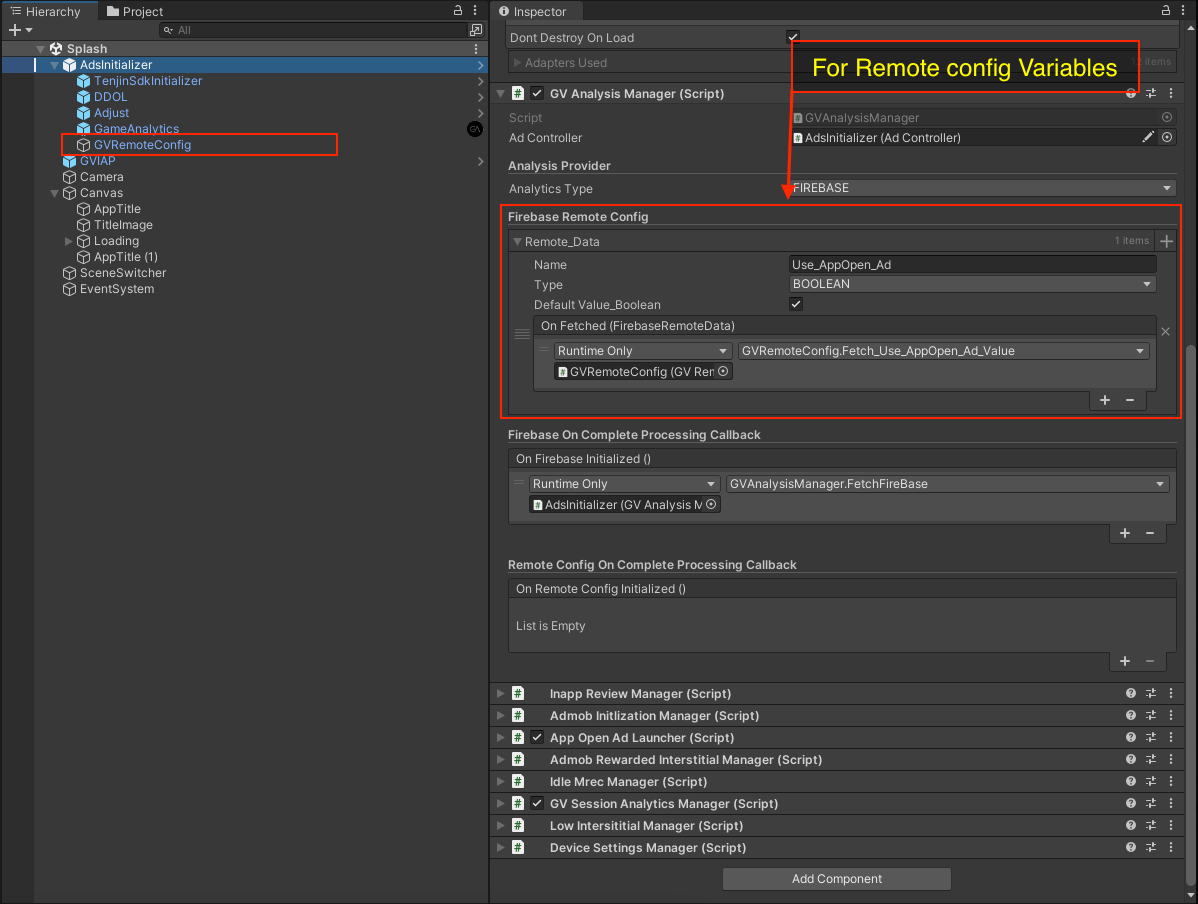 Hierarchy
Project
All
Splash
AdsInitializer
TenjinSdkInitializer
DDOL
Adjust
GameAnalytics
GVRemoteConfig
GVIAP
Camera
Canvas
AppTitle
TitleImage
Loading
AppTitle (1)
SceneSwitcher
EventSystem
Inspector
Dont Destroy On Load
Adapters Used
12 items
For Remote config Variables
GV Analysis Manager (Script)
Script
GVAnalysisManager
Ad Controller
AdsInitializer (Ad Controller)
Analysis Provider
Analytics Type
FIREBASE
Firebase Remote Config
Remote_Data
1 items
Name
Use_AppOpen_Ad
Type
BOOLEAN
Default Value_Boolean
On Fetched (FirebaseRemoteData)
Runtime Only
GVRemoteConfig.Fetch_Use_AppOpen_Ad_Value
GVRemoteConfig (GV Ren
Firebase On Complete Processing Callback
On Firebase Initialized ()
Runtime Only
GVAnalysisManager.FetchFireBase
AdsInitializer (GV Analysis M
Remote Config On Complete Processing Callback
On Remote Config Initialized ()
List is Empty
Inapp Review Manager (Script)
Admob Initlization Manager (Script)
App Open Ad Launcher (Script)
Admob Rewarded Interstitial Manager (Script)
Idle Mrec Manager (Script)
GV Session Analytics Manager (Script)
Low Intersititial Manager (Script)
Device Settings Manager (Script)
Add Component